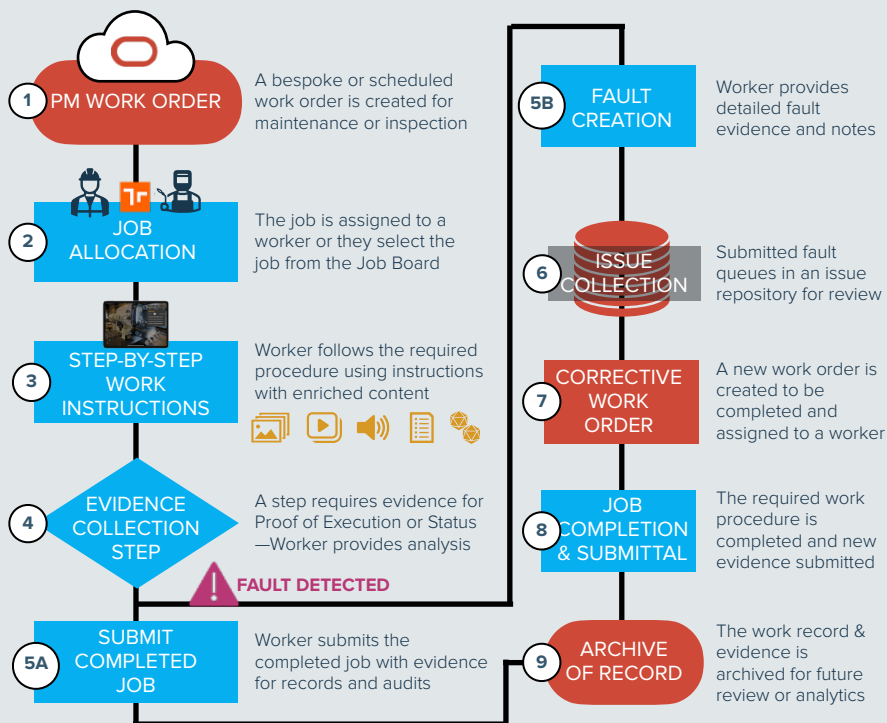 1
PM WORK ORDER
A bespoke or scheduled
work order is created for
maintenance or inspection
2
JOB
ALLOCATION
The job is assigned to a
worker or they select the
job from the Job Board
3
STEP-BY-STEP
WORK
INSTRUCTIONS
Worker follows the required
procedure using instructions
with enriched content
4
EVIDENCE
COLLECTION
STEP
A step requires evidence for
Proof of Execution or Status
—Worker provides analysis
FAULT DETECTED
5A
SUBMIT
COMPLETED
JOB
Worker submits the
completed job with evidence
for records and audits
5B
FAULT
CREATION
Worker provides
detailed fault
evidence and notes
6
ISSUE
COLLECTION
Submitted fault
queues in an issue
repository for review
7
CORRECTIVE
WORK
ORDER
A new work order is
created to be
completed and
assigned to a worker
8
JOB
COMPLETION
& SUBMITTAL
The required work
procedure is
completed and new
evidence submitted
9
ARCHIVE
OF RECORD
The work record &
evidence is
archived for future
review or analytics